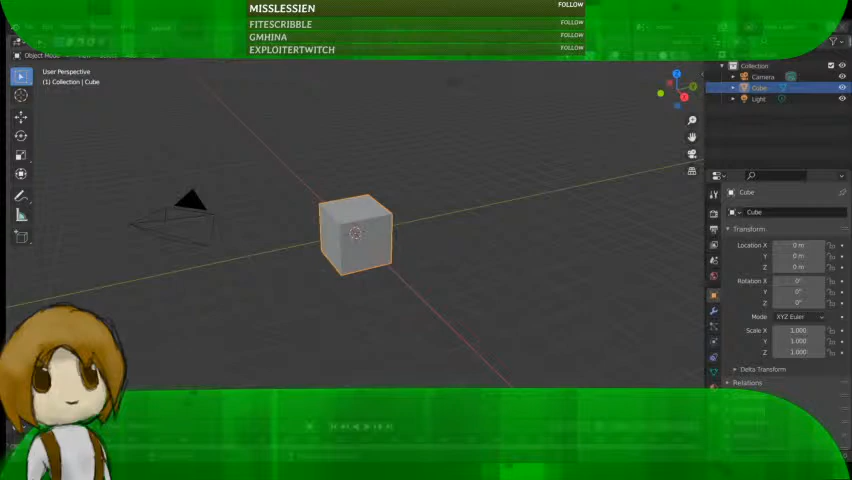 MISSLESSIEN FOLLOW
FITESCRIBBLE FOLLOW
GMHINA FOLLOW
EXPLOITERTWITCH FOLLOW
Object Mode
User Perspective
(1) Collection | Cube
Collection
Camera
Cube
Light
Cube
Cube
Transform
Location X 0 m
Y 0 m
Z 0 m
Rotation X 0°
Y 0°
Z 0°
Mode XYZ Euler
Scale X 1.000
Y 1.000
Z 1.000
Delta Transform
Relations